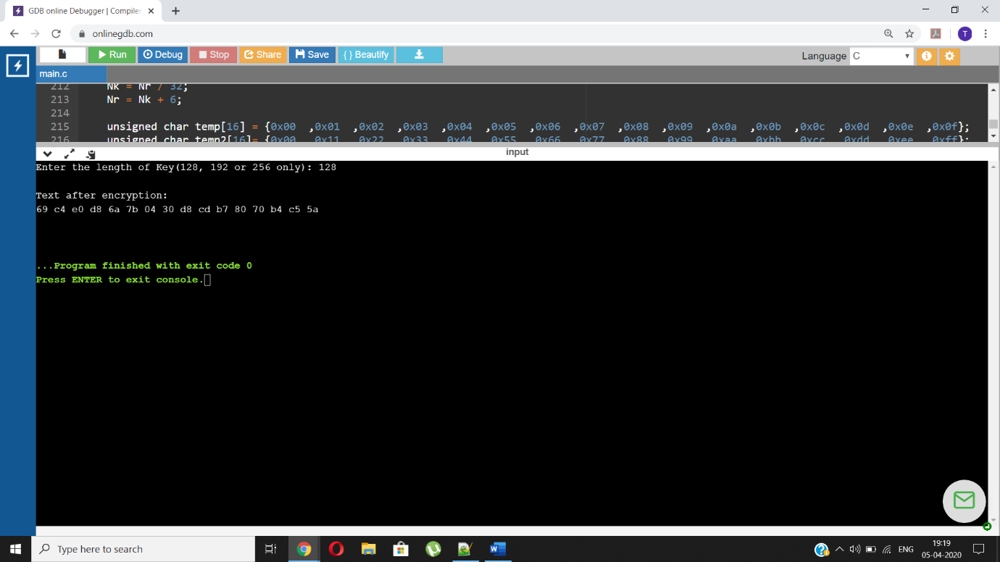 GDB online Debugger | Compiler
onlinegdb.com
T
Run Debug Stop Share Save { } Beautify Language C
main.c
212 Nk = Nr / 32;
213 Nr = Nk + 6;
214
215 unsigned char temp[16] = {0x00 ,0x01 ,0x02 ,0x03 ,0x04 ,0x05 ,0x06 ,0x07 ,0x08 ,0x09 ,0x0a ,0x0b ,0x0c ,0x0d ,0x0e ,0x0f};
216 unsigned char temp2[16]= {0x00 ,0x11 ,0x22 ,0x33 ,0x44 ,0x55 ,0x66 ,0x77 ,0x88 ,0x99 ,0xaa ,0xbb ,0xcc ,0xdd ,0xee ,0xff};
input
Enter the length of Key(128, 192 or 256 only): 128
Text after encryption:
69 c4 e0 d8 6a 7b 04 30 d8 cd b7 80 70 b4 c5 5a
...Program finished with exit code 0
Press ENTER to exit console.
Type here to search
ENG
19:19
05-04-2020